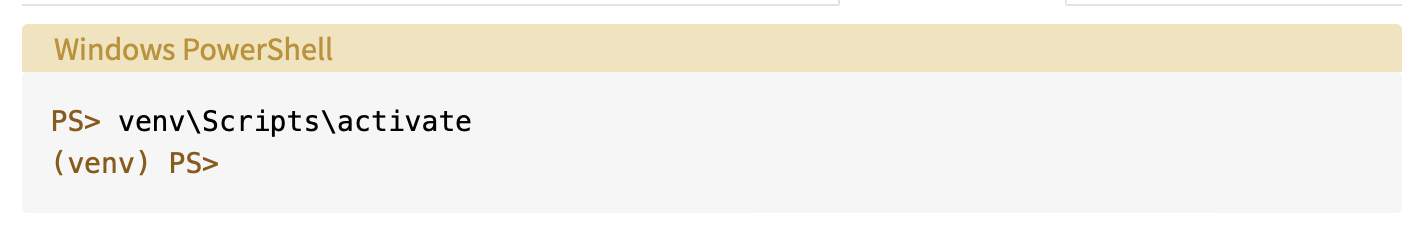 Windows PowerShell
PS> venv\Scripts\activate
(venv) PS>